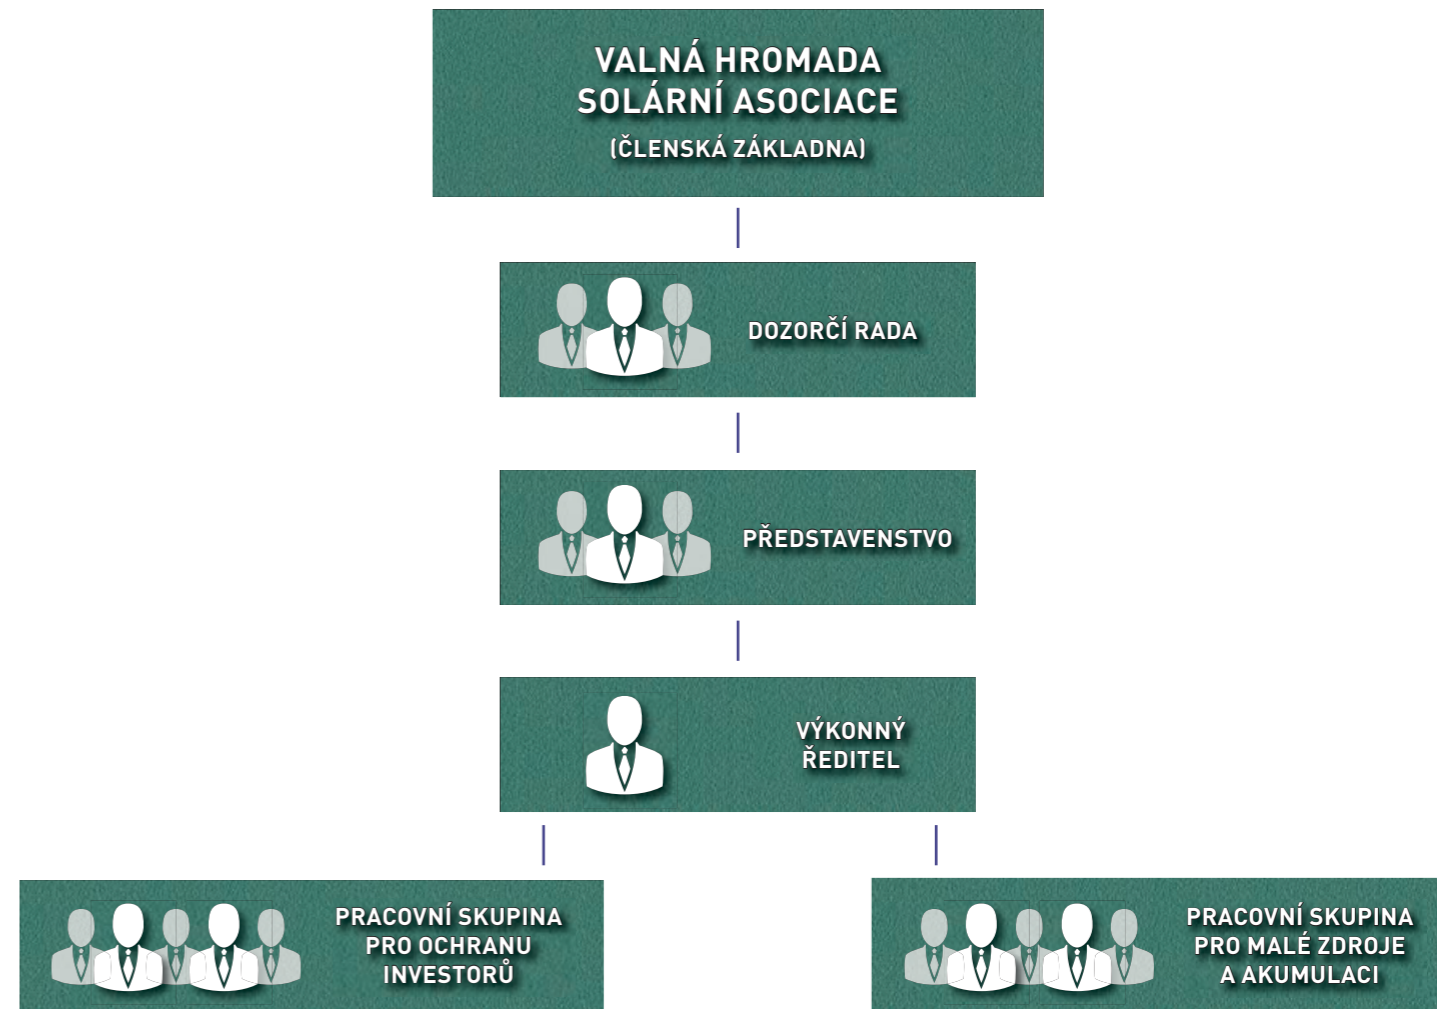 VALNÁ HROMADA
SOLÁRNÍ ASOCIACE
(ČLENSKÁ ZÁKLADNA)
DOZORČÍ RADA
PŘEDSTAVENSTVO
VÝKONNÝ
ŘEDITEL
PRACOVNÍ SKUPINA
PRO OCHRANU
INVESTORŮ
PRACOVNÍ SKUPINA
PRO MALÉ ZDROJE
A AKUMULACI